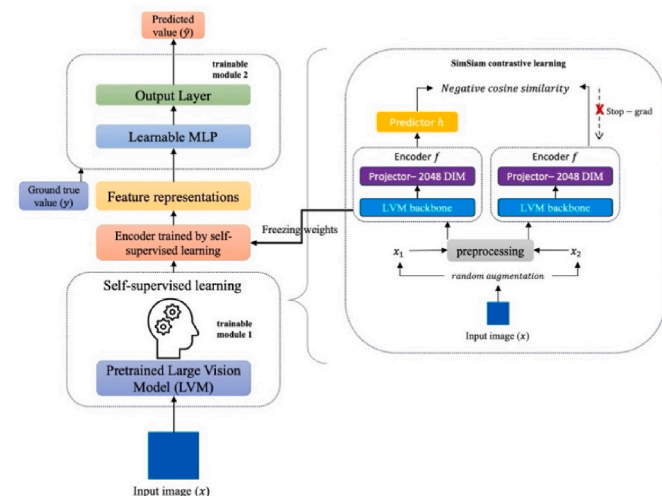 Predicted
value (ŷ)
trainable
module 2
Output Layer
Learnable MLP
Ground true
value (y)
Feature representations
Encoder trained by self-
supervised learning
Freezing weights
Self-supervised learning
trainable
module 1
Pretrained Large Vision
Model (LVM)
Input image (x)
SimSiam contrastive learning
Negative cosine similarity
Stop – grad
Predictor h
Encoder f
Projector– 2048 DIM
LVM backbone
Encoder f
Projector– 2048 DIM
LVM backbone
x₁
preprocessing
x₂
random augmentation
Input image (x)